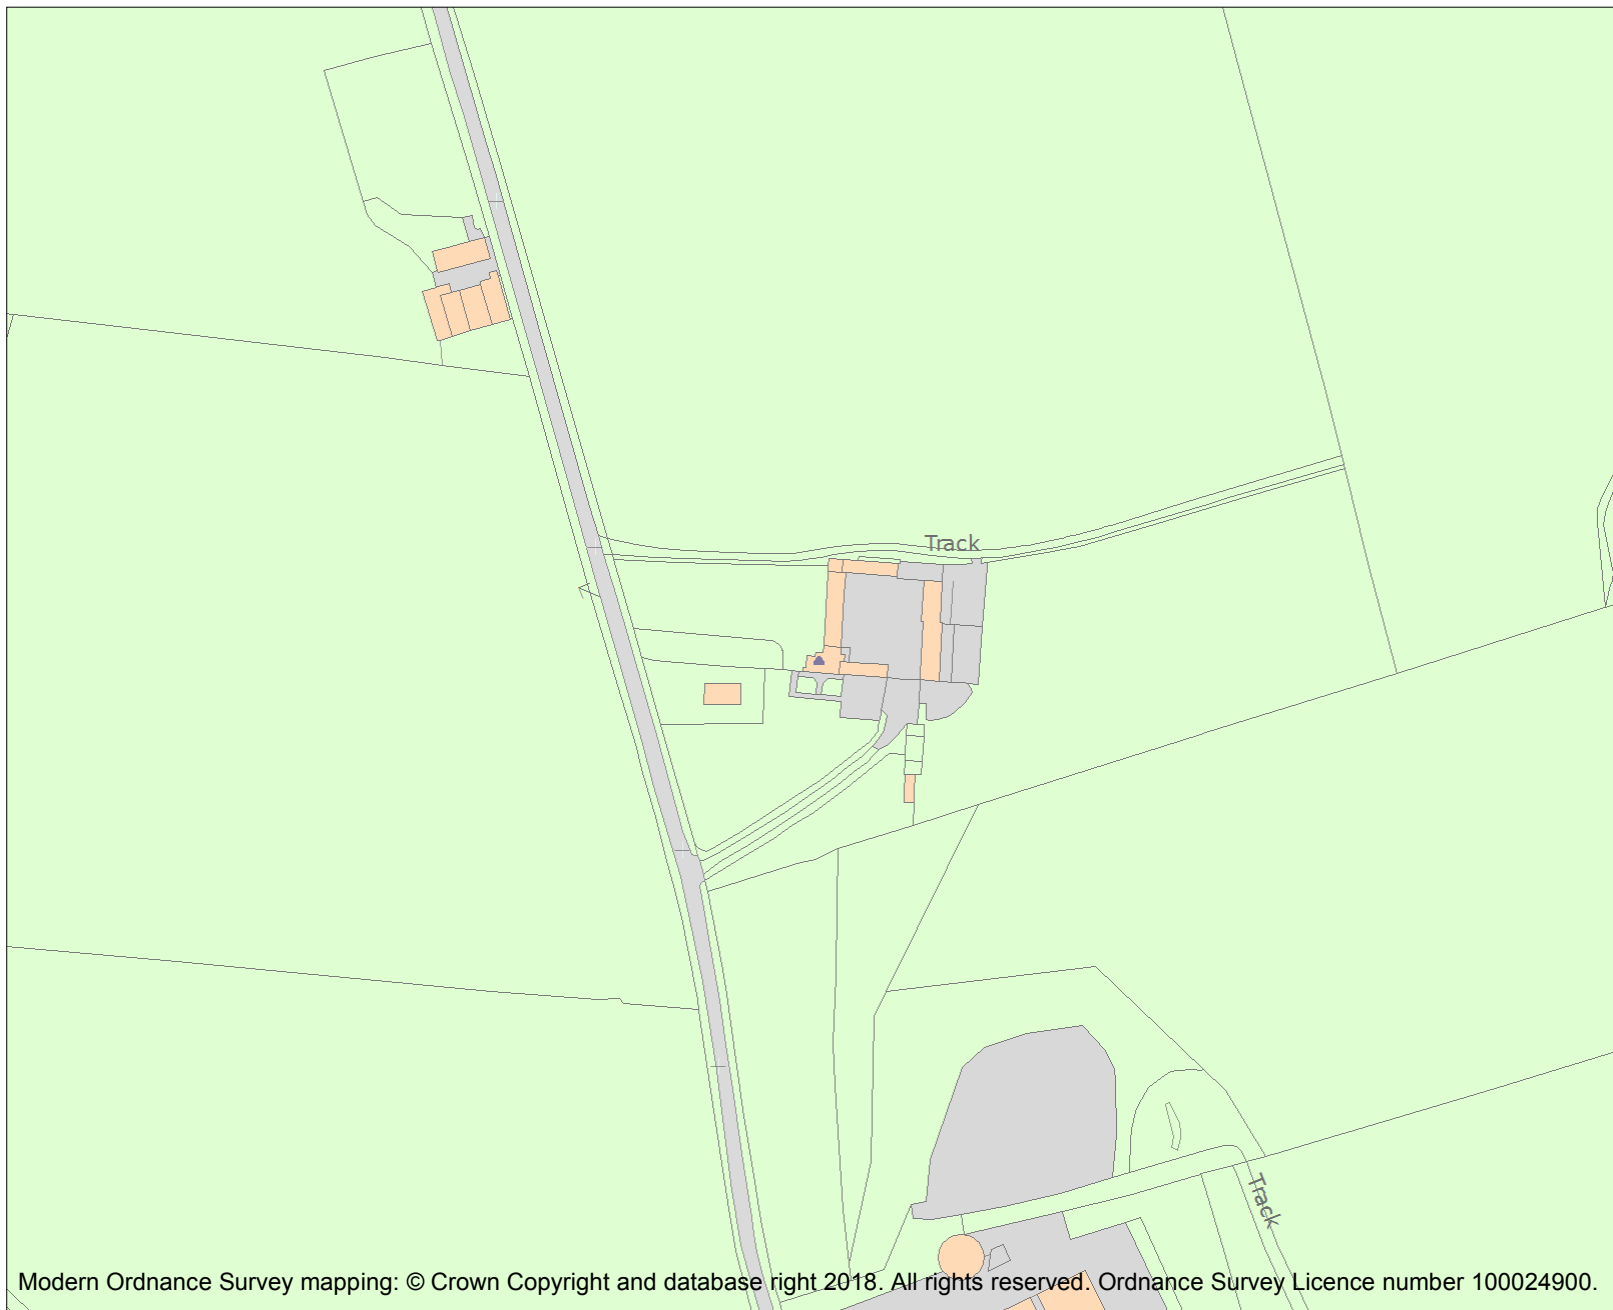 Track
Track
Modern Ordnance Survey mapping: © Crown Copyright and database right 2018. All rights reserved. Ordnance Survey Licence number 100024900.